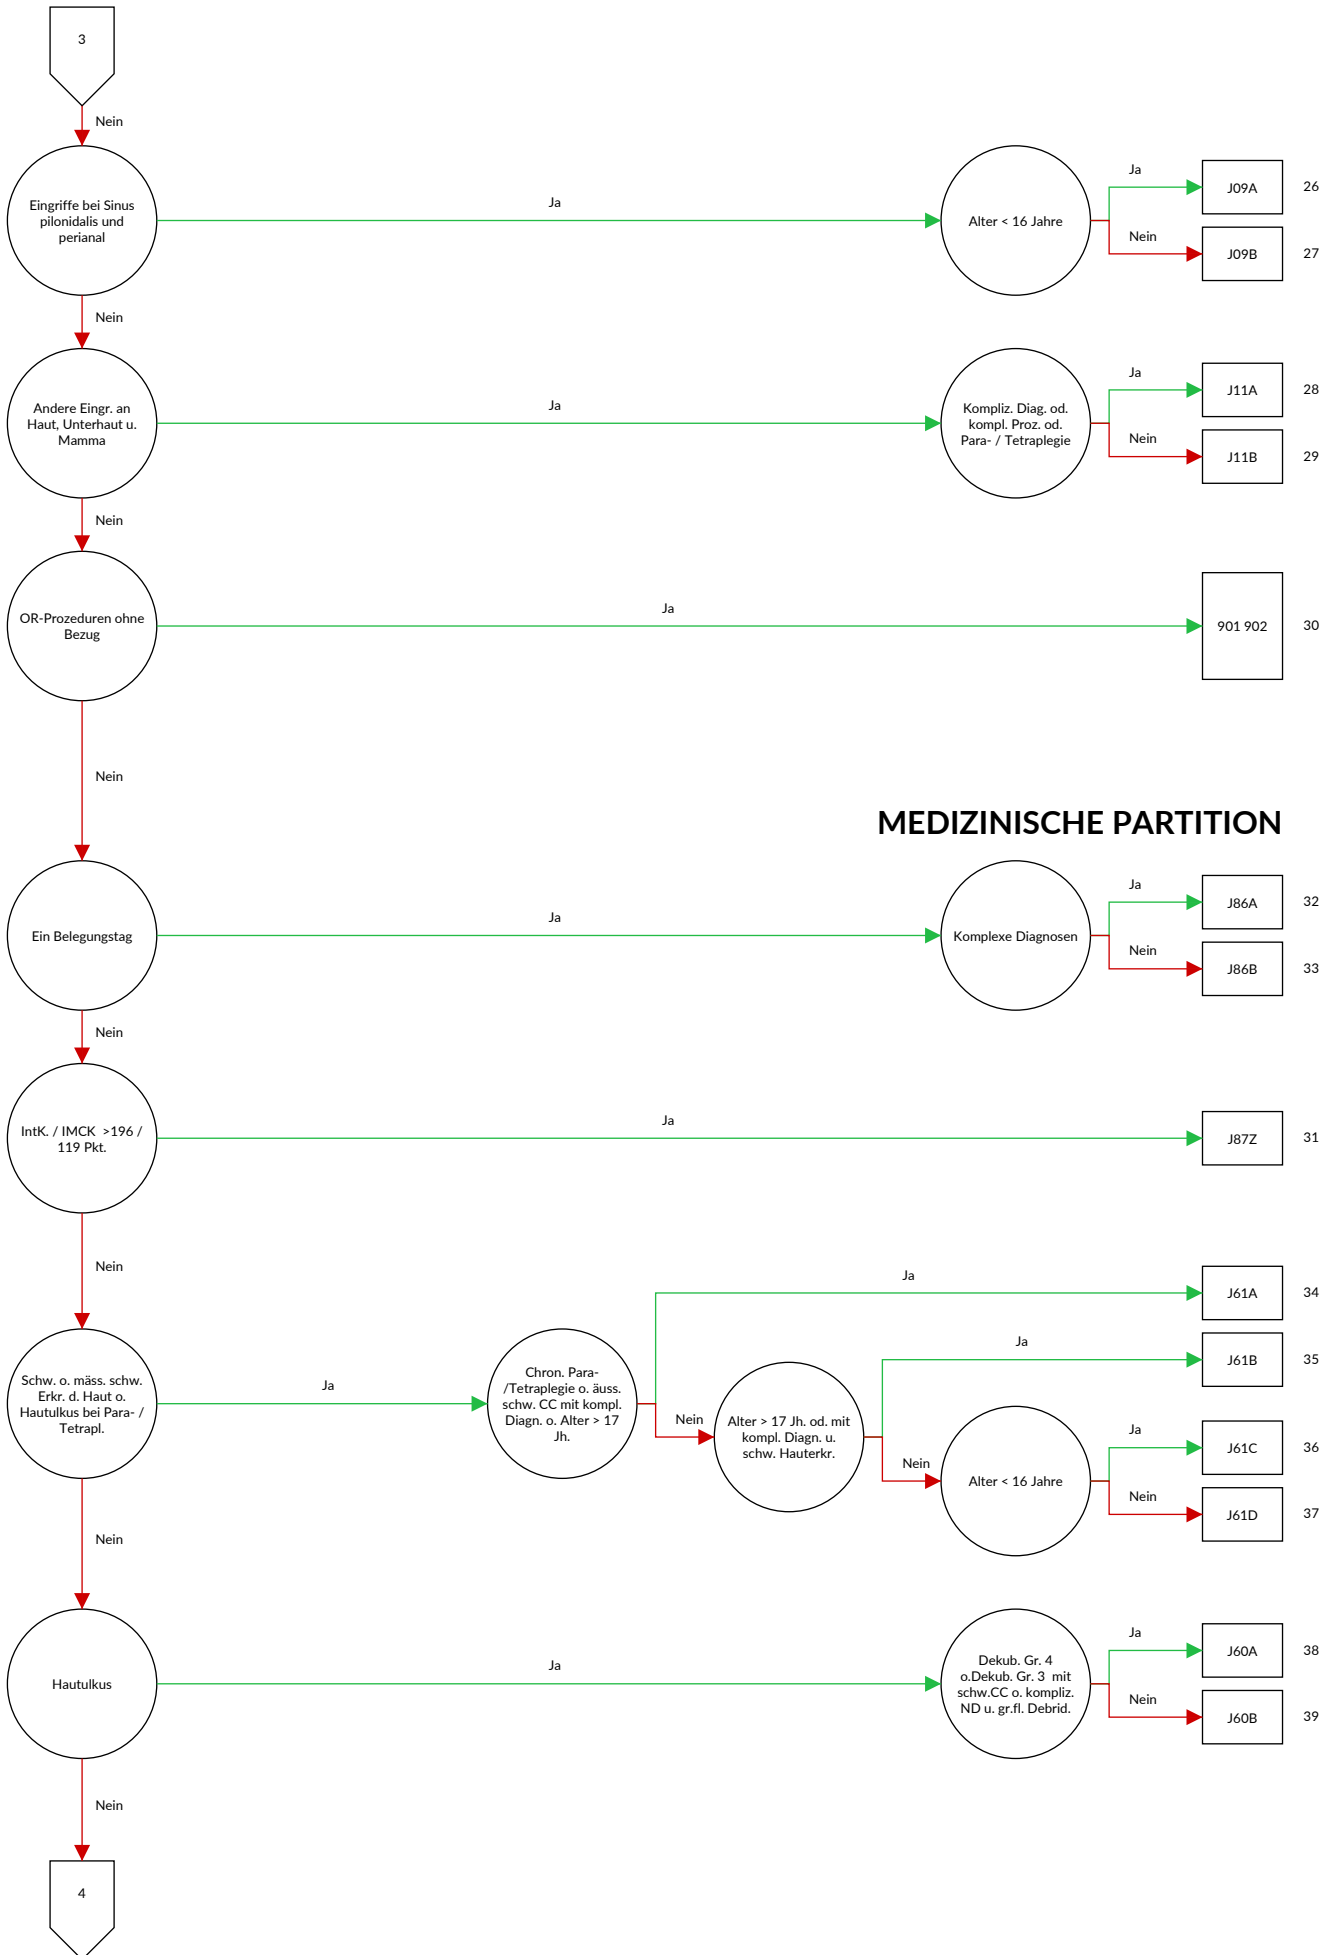 3
Nein
Eingriffe bei Sinus
pilonidalis und
perianal
Ja
Alter < 16 Jahre
Ja
J09A
26
Nein
J09B
27
Nein
Andere Eingr. an
Haut, Unterhaut u.
Mamma
Ja
Kompliz. Diag. od.
kompl. Proz. od.
Para- / Tetraplegie
Ja
J11A
28
Nein
J11B
29
Nein
OR-Prozeduren ohne
Bezug
Ja
901 902
30
Nein
MEDIZINISCHE PARTITION
Ein Belegungstag
Ja
Komplexe Diagnosen
Ja
J86A
32
Nein
J86B
33
Nein
IntK. / IMCK >196 /
119 Pkt.
Ja
J87Z
31
Nein
Schw. o. mäss. schw.
Erkr. d. Haut o.
Hautulkus bei Para- /
Tetrapl.
Ja
Chron. Para-
/Tetraplegie o. äuss.
schw. CC mit kompl.
Diagn. o. Alter > 17
Jh.
Ja
J61A
34
Nein
Alter > 17 Jh. od. mit
kompl. Diagn. u.
schw. Hauterkr.
Ja
J61B
35
Nein
Alter < 16 Jahre
Ja
J61C
36
Nein
J61D
37
Nein
Hautulkus
Ja
Dekub. Gr. 4
o.Dekub. Gr. 3 mit
schw.CC o. kompliz.
ND u. gr.fl. Debrid.
Ja
J60A
38
Nein
J60B
39
Nein
4